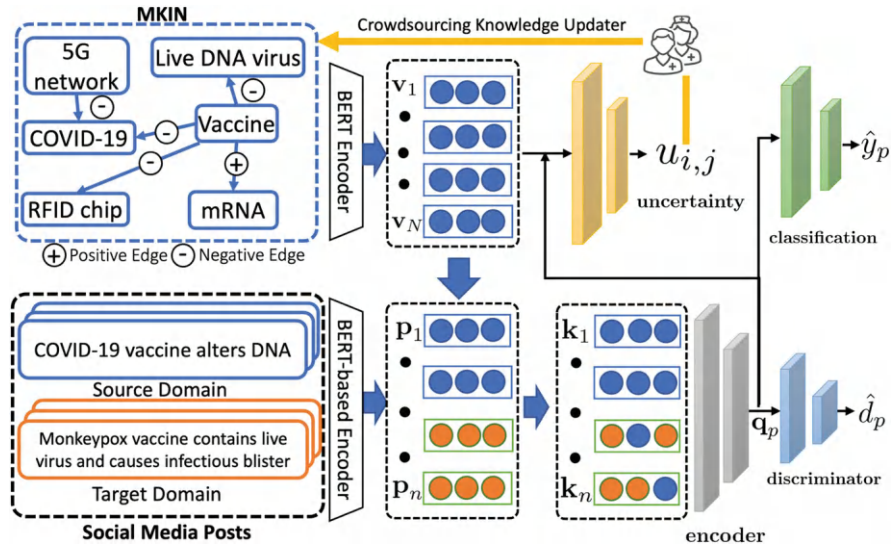 MKIN
Crowdsourcing Knowledge Updater
5G
network
Live DNA virus
COVID-19
Vaccine
RFID chip
mRNA
-
-
-
-
+
+ Positive Edge - Negative Edge
BERT Encoder
v1
vN
u i,j
uncertainty
ŷp
classification
COVID-19 vaccine alters DNA
Source Domain
Monkeypox vaccine contains live
virus and causes infectious blister
Target Domain
Social Media Posts
BERT-based Encoder
p1
pn
k1
kn
encoder
qp
d̂p
discriminator